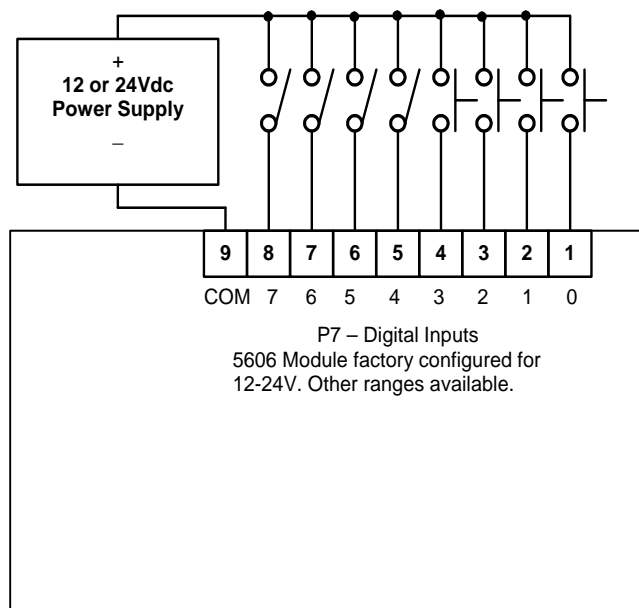 +
12 or 24Vdc
Power Supply
–
9 8 7 6 5 4 3 2 1
COM 7 6 5 4 3 2 1 0
P7 – Digital Inputs
5606 Module factory configured for
12-24V. Other ranges available.